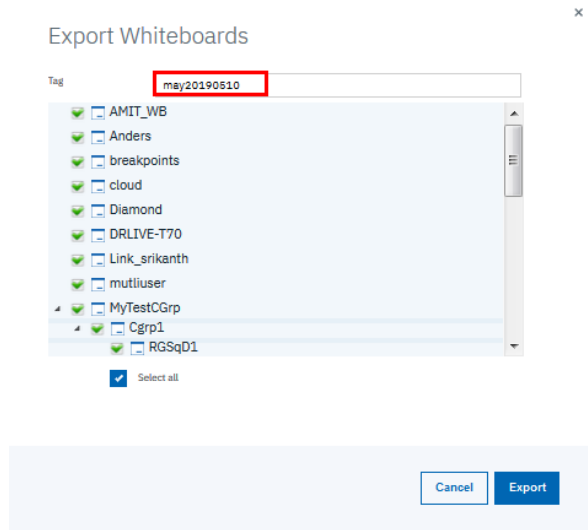 ×
Export Whiteboards
Tag may20190510
AMIT_WB
Anders
breakpoints
cloud
Diamond
DRLIVE-T70
Link_srikanth
mutliuser
MyTestCGrp
Cgrp1
RGSqD1
Select all
Cancel Export